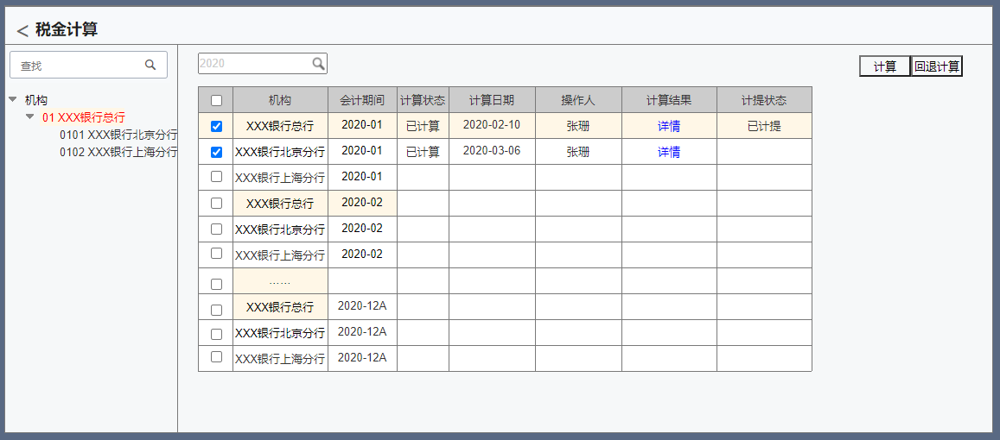 < 税金计算
查找
机构
01 XXX银行总行
0101 XXX银行北京分行
0102 XXX银行上海分行
2020
计算 回退计算
机构 会计期间 计算状态 计算日期 操作人 计算结果 计提状态
XXX银行总行 2020-01 已计算 2020-02-10 张珊 详情 已计提
XXX银行北京分行 2020-01 已计算 2020-03-06 张珊 详情
XXX银行上海分行 2020-01
XXX银行总行 2020-02
XXX银行北京分行 2020-02
XXX银行上海分行 2020-02
……
XXX银行总行 2020-12A
XXX银行北京分行 2020-12A
XXX银行上海分行 2020-12A